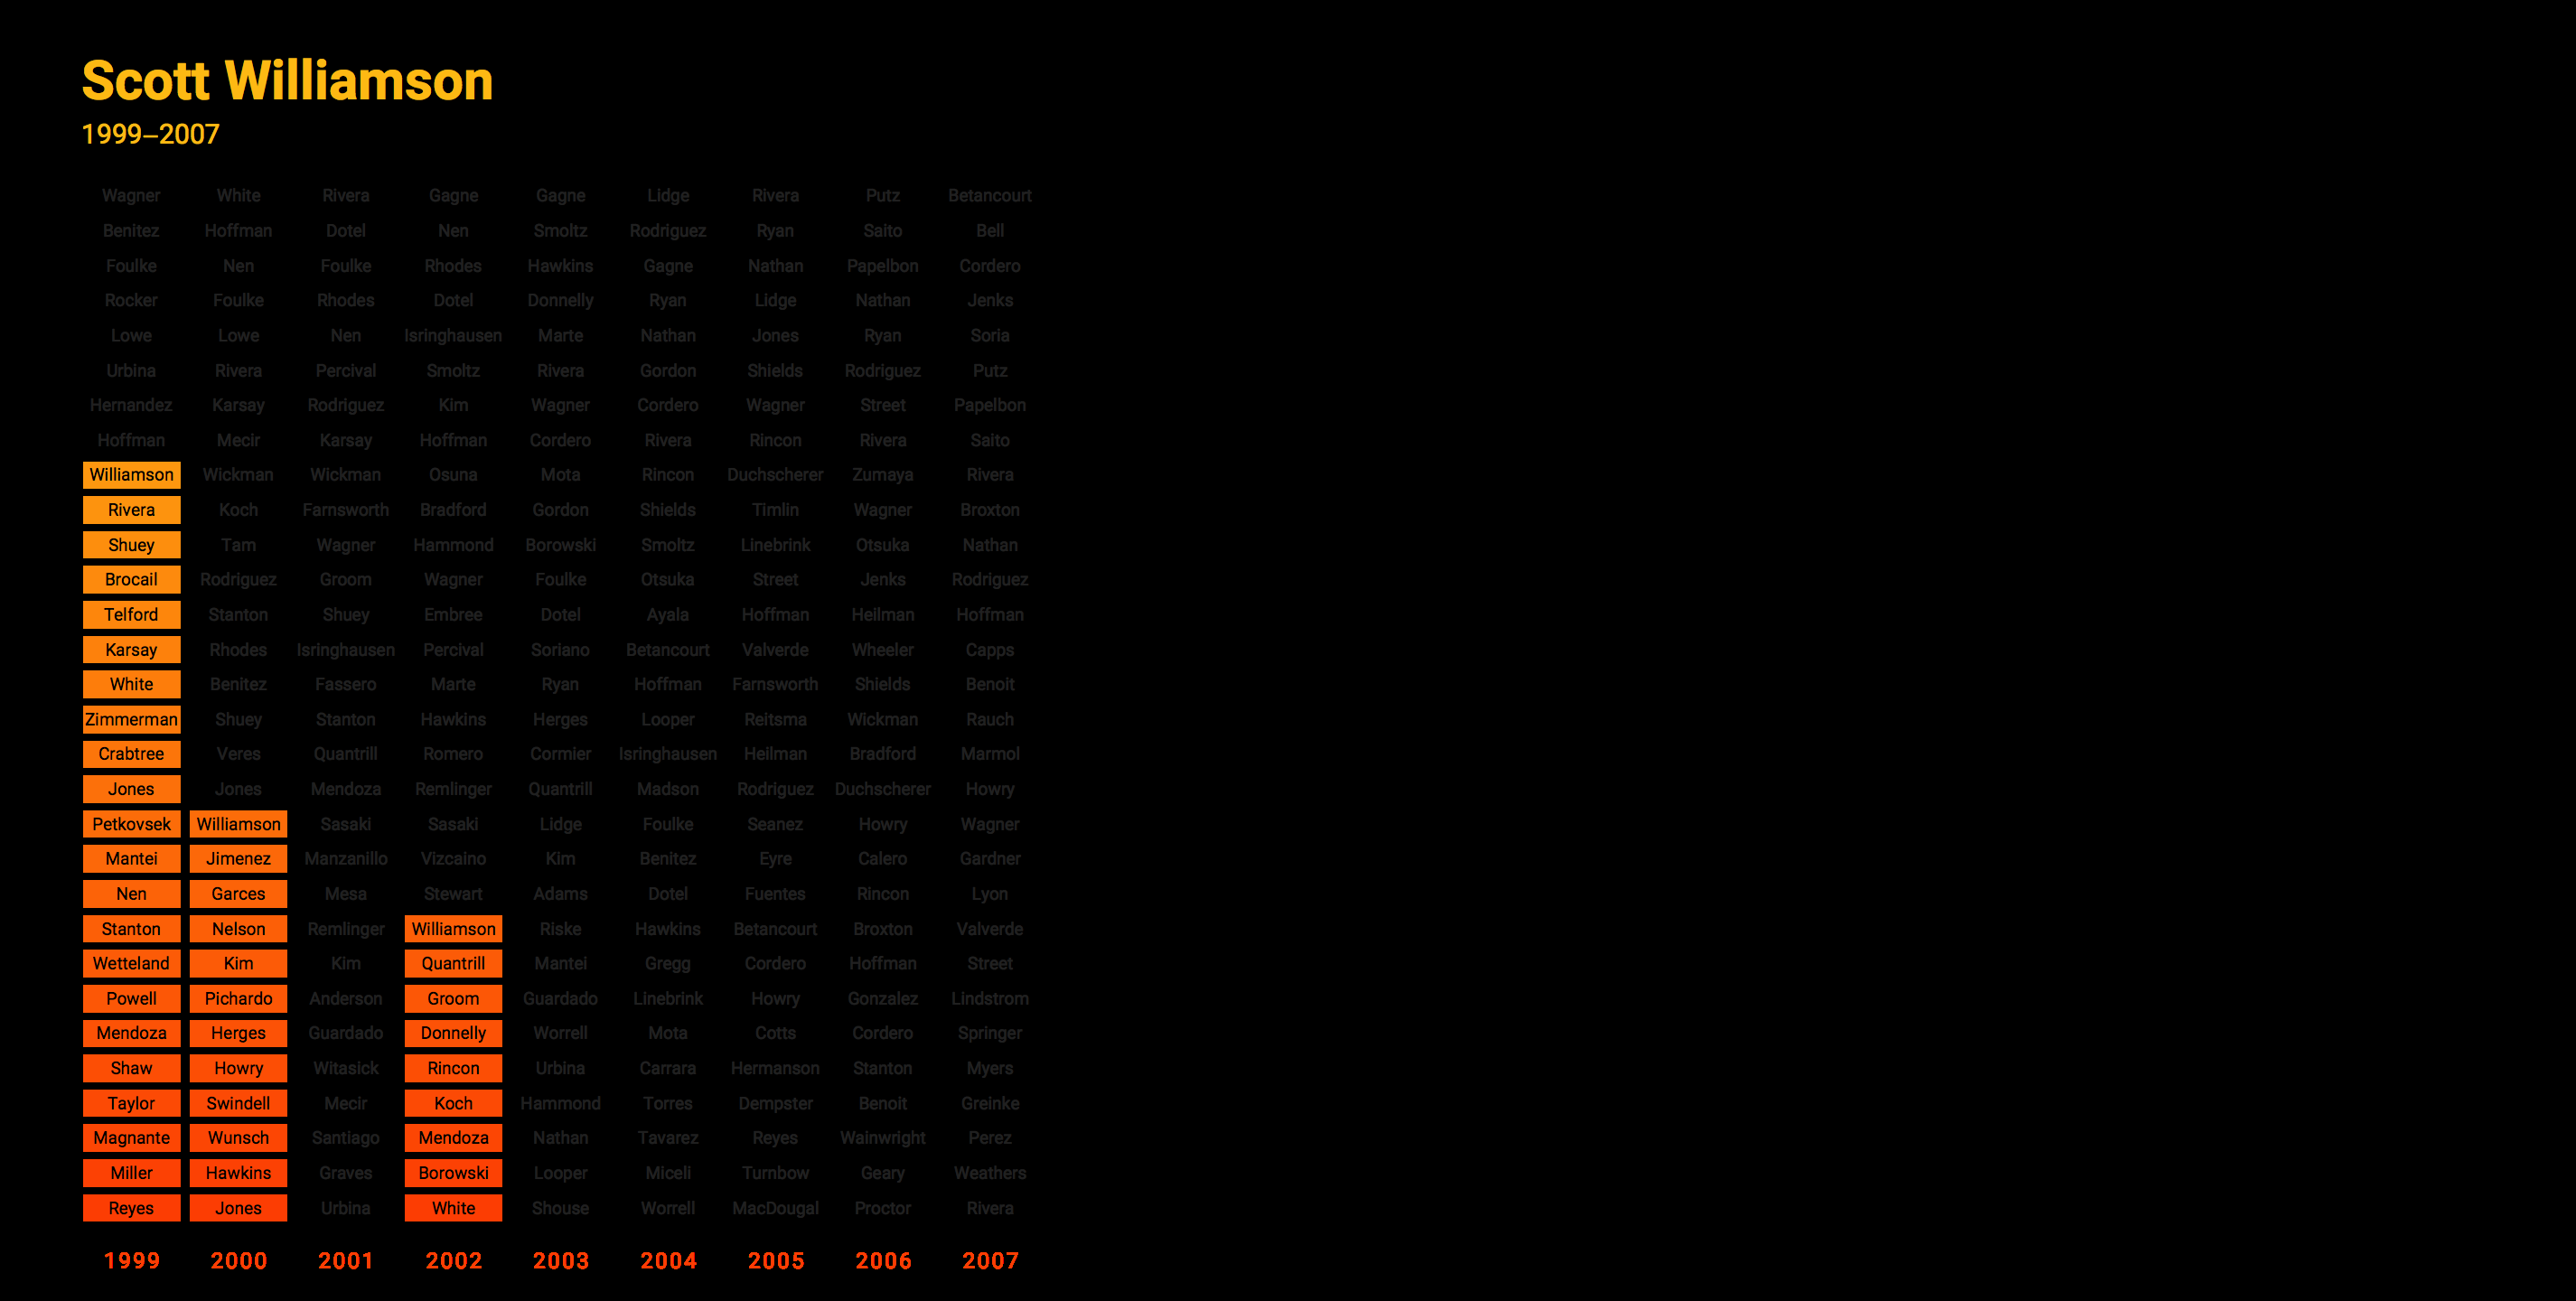 Scott Williamson
1999–2007
Wagner White Rivera Gagne Gagne Lidge Rivera Putz Betancourt
Benitez Hoffman Dotel Nen Smoltz Rodriguez Ryan Saito Bell
Foulke Nen Foulke Rhodes Hawkins Gagne Nathan Papelbon Cordero
Rocker Foulke Rhodes Dotel Donnelly Ryan Lidge Nathan Jenks
Lowe Lowe Nen Isringhausen Marte Nathan Jones Ryan Soria
Urbina Rivera Percival Smoltz Rivera Gordon Shields Rodriguez Putz
Hernandez Karsay Rodriguez Kim Wagner Cordero Wagner Street Papelbon
Hoffman Mecir Karsay Hoffman Cordero Rivera Rincon Rivera Saito
Williamson Wickman Wickman Osuna Mota Rincon Duchscherer Zumaya Rivera
Rivera Koch Farnsworth Bradford Gordon Shields Timlin Wagner Broxton
Shuey Tam Wagner Hammond Borowski Smoltz Linebrink Otsuka Nathan
Brocail Rodriguez Groom Wagner Foulke Otsuka Street Jenks Rodriguez
Telford Stanton Shuey Embree Dotel Ayala Hoffman Heilman Hoffman
Karsay Rhodes Isringhausen Percival Soriano Betancourt Valverde Wheeler Capps
White Benitez Fassero Marte Ryan Hoffman Farnsworth Shields Benoit
Zimmerman Shuey Stanton Hawkins Herges Looper Reitsma Wickman Rauch
Crabtree Veres Quantrill Romero Cormier Isringhausen Heilman Bradford Marmol
Jones Jones Mendoza Remlinger Quantrill Madson Rodriguez Duchscherer Howry
Petkovsek Williamson Sasaki Sasaki Lidge Foulke Seanez Howry Wagner
Mantei Jimenez Manzanillo Vizcaino Kim Benitez Eyre Calero Gardner
Nen Garces Mesa Stewart Adams Dotel Fuentes Rincon Lyon
Stanton Nelson Remlinger Williamson Riske Hawkins Betancourt Broxton Valverde
Wetteland Kim Kim Quantrill Mantei Gregg Cordero Hoffman Street
Powell Pichardo Anderson Groom Guardado Linebrink Howry Gonzalez Lindstrom
Mendoza Herges Guardado Donnelly Worrell Mota Cotts Cordero Springer
Shaw Howry Witasick Rincon Urbina Carrara Hermanson Stanton Myers
Taylor Swindell Mecir Koch Hammond Torres Dempster Benoit Greinke
Magnante Wunsch Santiago Mendoza Nathan Tavarez Reyes Wainwright Perez
Miller Hawkins Graves Borowski Looper Miceli Turnbow Geary Weathers
Reyes Jones Urbina White Shouse Worrell MacDougal Proctor Rivera
1999 2000 2001 2002 2003 2004 2005 2006 2007